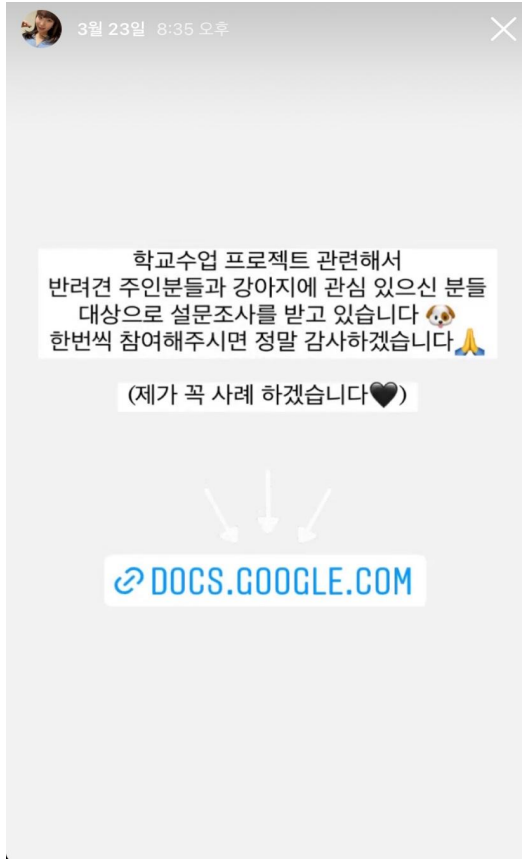 3월 23일 8:35 오후
학교수업 프로젝트 관련해서
반려견 주인분들과 강아지에 관심 있으신 분들
대상으로 설문조사를 받고 있습니다 🐶
한번씩 참여해주시면 정말 감사하겠습니다🙏
(제가 꼭 사례 하겠습니다🖤)
DOCS.GOOGLE.COM